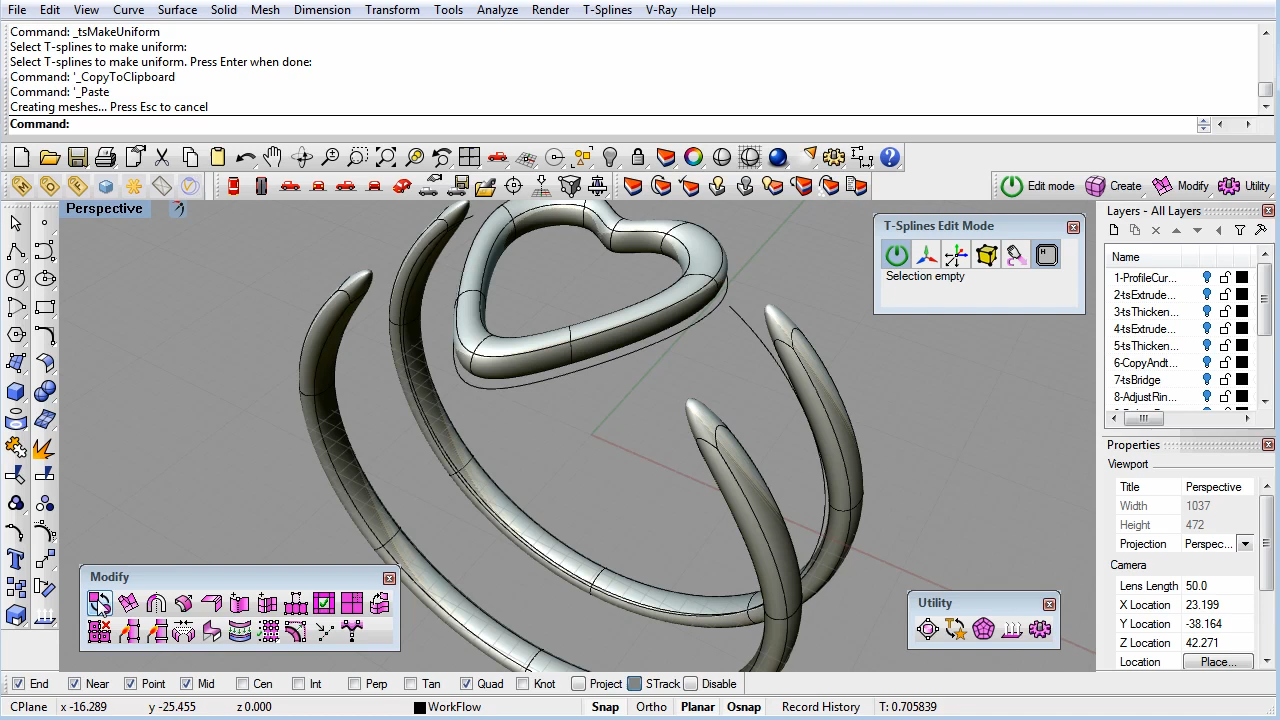 File Edit View Curve Surface Solid Mesh Dimension Transform Tools Analyze Render T-Splines V-Ray Help
Command: _tsMakeUniform
Select T-splines to make uniform:
Select T-splines to make uniform. Press Enter when done:
Command: '_CopyToClipboard
Command: '_Paste
Creating meshes... Press Esc to cancel
Command:
Edit mode Create Modify Utility
Perspective
T-Splines Edit Mode
Selection empty
Layers - All Layers
Name
1-ProfileCur...
2-tsExtrude...
3-tsThicken...
4-tsExtrude...
5-tsThicken...
6-CopyAndt...
7-tsBridge
8-AdjustRin...
Properties
Viewport
Title Perspective
Width 1037
Height 472
Projection Perspec...
Camera
Lens Length 50.0
X Location 23.199
Y Location -38.164
Z Location 42.271
Location Place...
Modify
Utility
End Near Point Mid Cen Int Perp Tan Quad Knot Project STrack Disable
CPlane x -16.289 y -25.455 z 0.000 WorkFlow Snap Ortho Planar Osnap Record History T: 0.705839